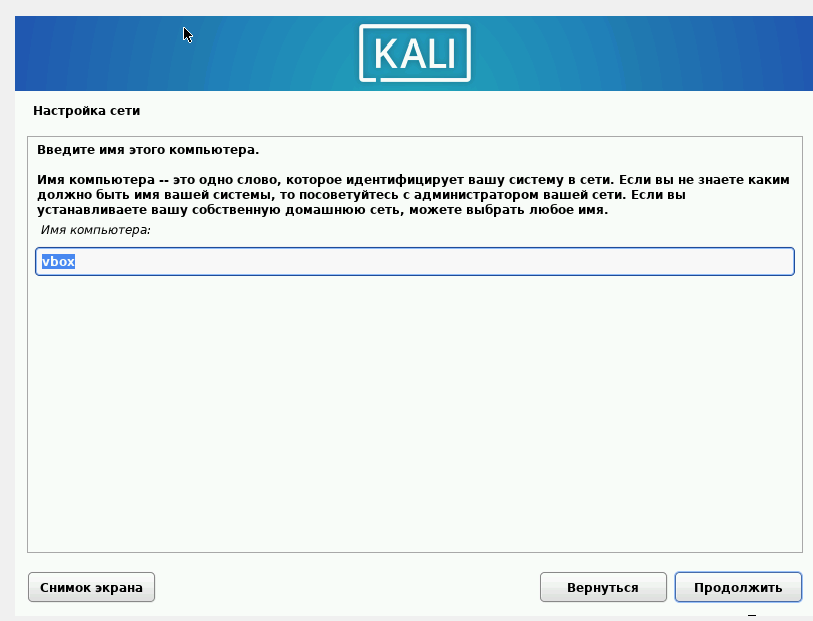 KALI
Настройка сети
Введите имя этого компьютера.
Имя компьютера -- это одно слово, которое идентифицирует вашу систему в сети. Если вы не знаете каким
должно быть имя вашей системы, то посоветуйтесь с администратором вашей сети. Если вы
устанавливаете вашу собственную домашнюю сеть, можете выбрать любое имя.
Имя компьютера:
vbox
Снимок экрана
Вернуться
Продолжить